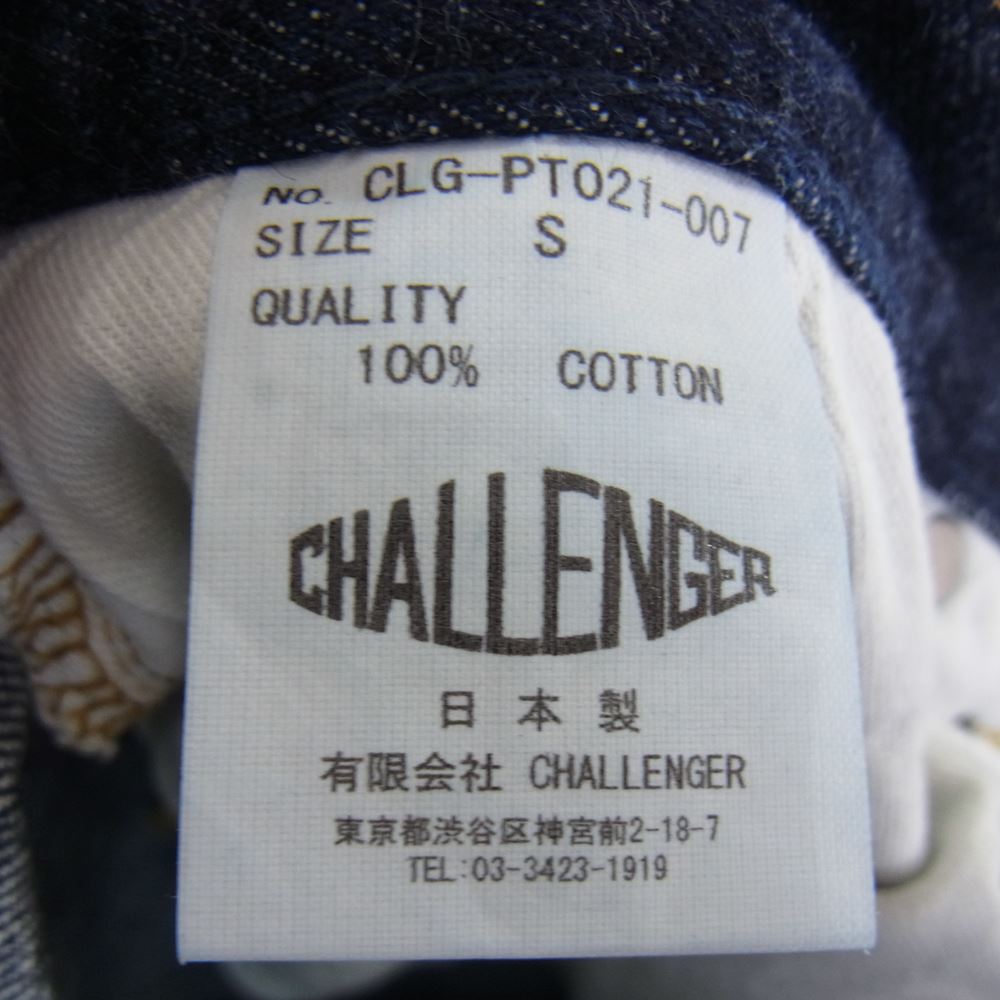 NO. CLG-PT021-007
SIZE S
QUALITY
100% COTTON
CHALLENGER
日本製
有限会社 CHALLENGER
東京都渋谷区神宮前2-18-7
TEL:03-3423-1919